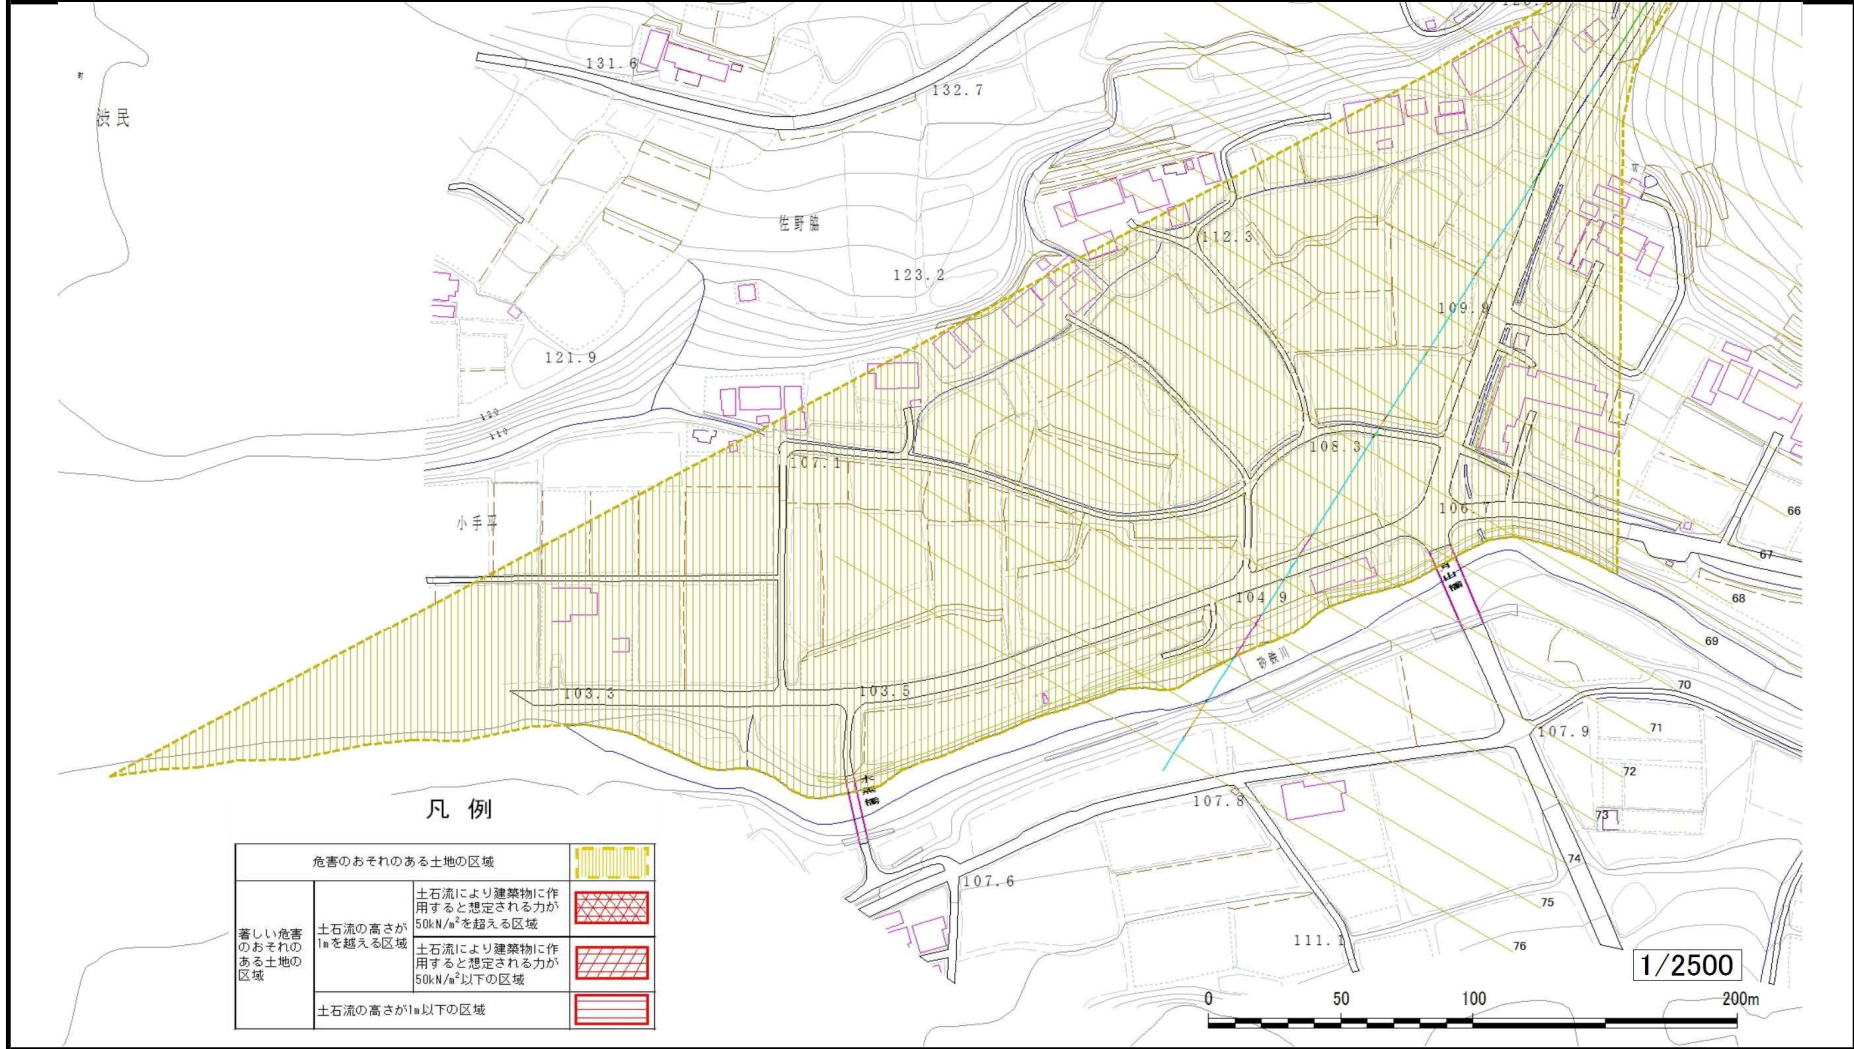 131.6
132.7
渋民
佐野脇
112.3
123.2
109.9
121.9
120
110
107.1
108.3
小手平
106.7
66
67
68
104.9
69
砂鉄川
70
103.3
103.5
71
107.9
72
107.8
73
74
107.6
75
111.1
76
凡 例
危害のおそれのある土地の区域
著しい危害
のおそれの
ある土地の
区域
土石流の高さが
1mを越える区域
土石流により建築物に作
用すると想定される力が
50kN/m²を超える区域
土石流により建築物に作
用すると想定される力が
50kN/m²以下の区域
土石流の高さが1m以下の区域
1/2500
0 50 100 200m